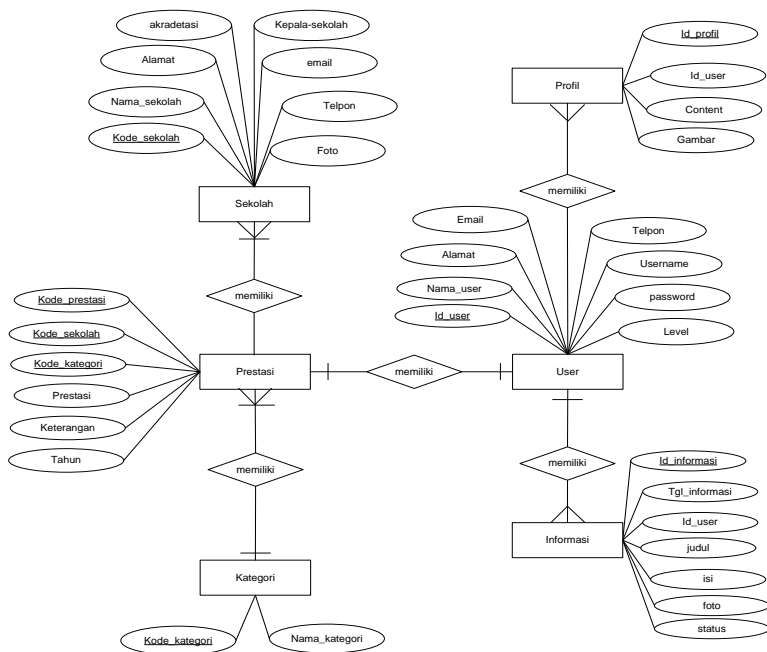 akradetasi
Kepala-sekolah
Alamat
email
Nama_sekolah
Telpon
Kode_sekolah
Foto
Sekolah
Id_profil
Id_user
Content
Gambar
Profil
memiliki
Email
Telpon
Alamat
Username
Nama_user
password
Id_user
Level
User
memiliki
Kode_prestasi
Kode_sekolah
Kode_kategori
Prestasi
Keterangan
Tahun
Prestasi
memiliki
memiliki
memiliki
Id_informasi
Tgl_informasi
Id_user
judul
isi
foto
status
Informasi
Kategori
Kode_kategori
Nama_kategori